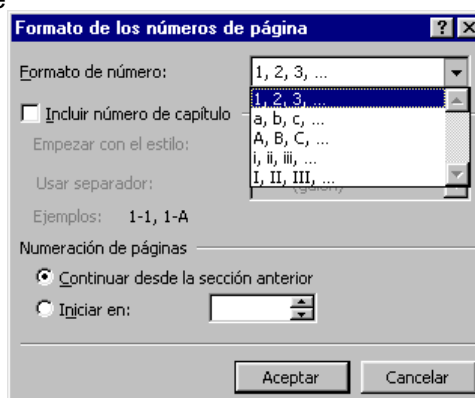 e
Formato de los números de página
Formato de número: 1, 2, 3, ...
1, 2, 3, ...
Incluir número de capítulo
a, b, c, ...
Empezar con el estilo:
A, B, C, ...
i, ii, iii, ...
Usar separador:
I, II, III, ...
(guión)
Ejemplos: 1-1, 1-A
Numeración de páginas
Continuar desde la sección anterior
Iniciar en:
Aceptar Cancelar